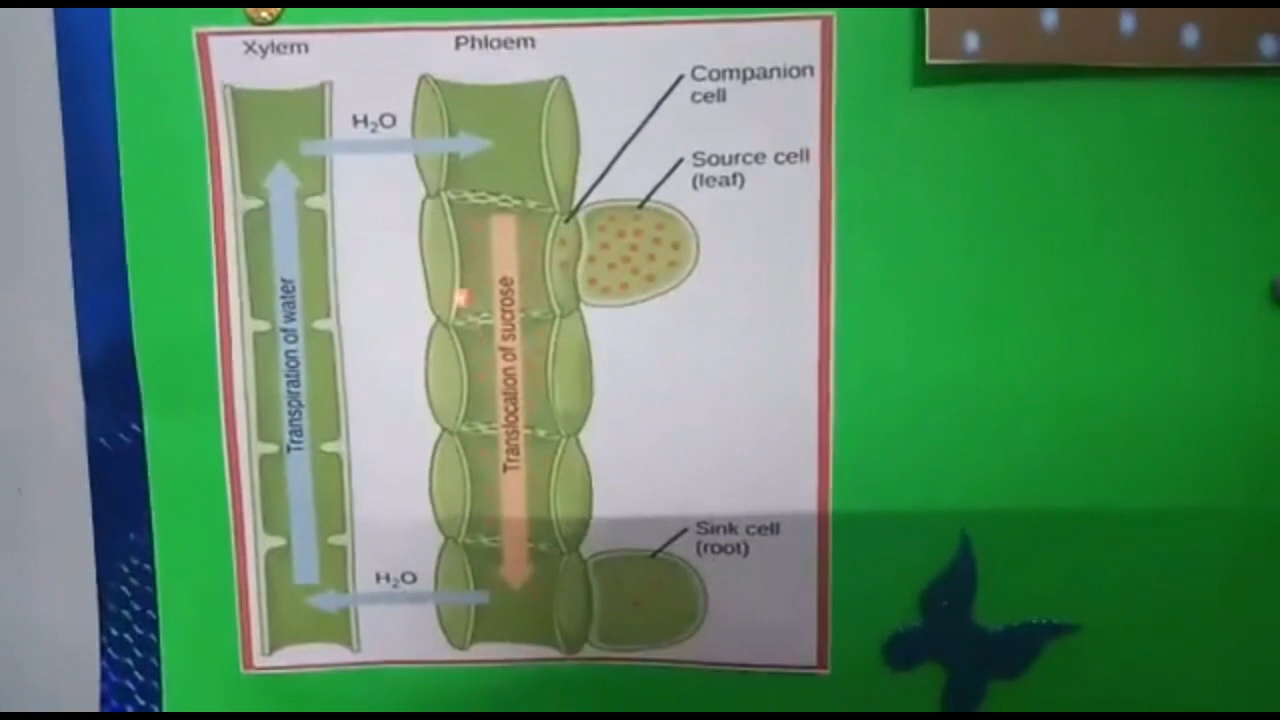 Xylem
Phloem
Companion
cell
H₂O
Source cell
(leaf)
Transpiration of water
Translocation of sucrose
Sink cell
(root)
H₂O